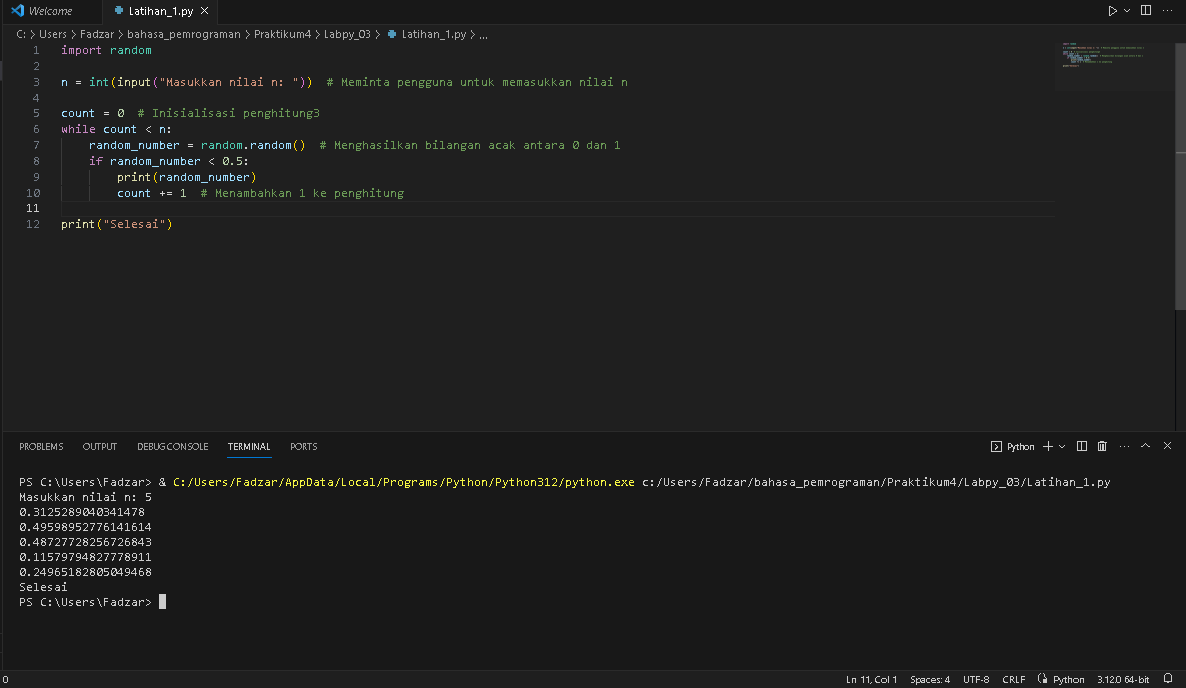 Welcome
Latihan_1.py
C: > Users > Fadzar > bahasa_pemrograman > Praktikum4 > Labpy_03 > Latihan_1.py > ...
1 import random
2
3 n = int(input("Masukkan nilai n: ")) # Meminta pengguna untuk memasukkan nilai n
4
5 count = 0 # Inisialisasi penghitung3
6 while count < n:
7 random_number = random.random() # Menghasilkan bilangan acak antara 0 dan 1
8 if random_number < 0.5:
9 print(random_number)
10 count += 1 # Menambahkan 1 ke penghitung
11
12 print("Selesai")
PROBLEMS OUTPUT DEBUG CONSOLE TERMINAL PORTS
Python
PS C:\Users\Fadzar> & C:/Users/Fadzar/AppData/Local/Programs/Python/Python312/python.exe c:/Users/Fadzar/bahasa_pemrograman/Praktikum4/Labpy_03/Latihan_1.py
Masukkan nilai n: 5
0.3125289040341478
0.49598952776141614
0.48727728256726843
0.11579794827778911
0.24965182805049468
Selesai
PS C:\Users\Fadzar>
0 Ln 11, Col 1 Spaces: 4 UTF-8 CRLF Python 3.12.0 64-bit